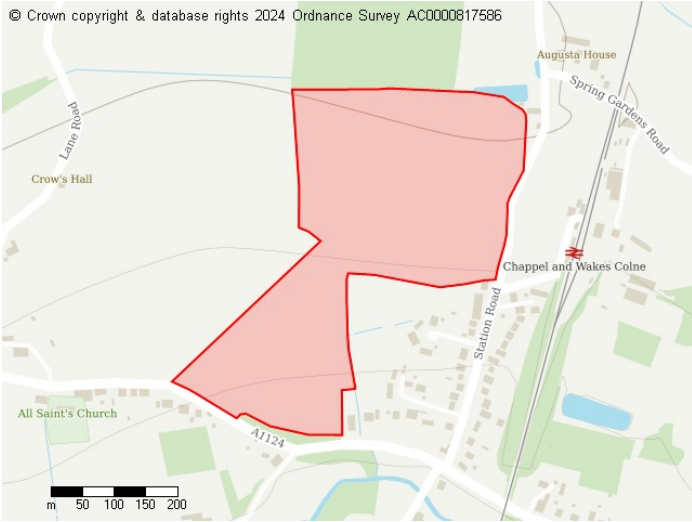 © Crown copyright & database rights 2024 Ordnance Survey AC0000817586
Augusta House
Spring Gardens Road
Lane Road
Crow's Hall
Chappel and Wakes Colne
Station Road
All Saint's Church
A1124
m 50 100 150 200